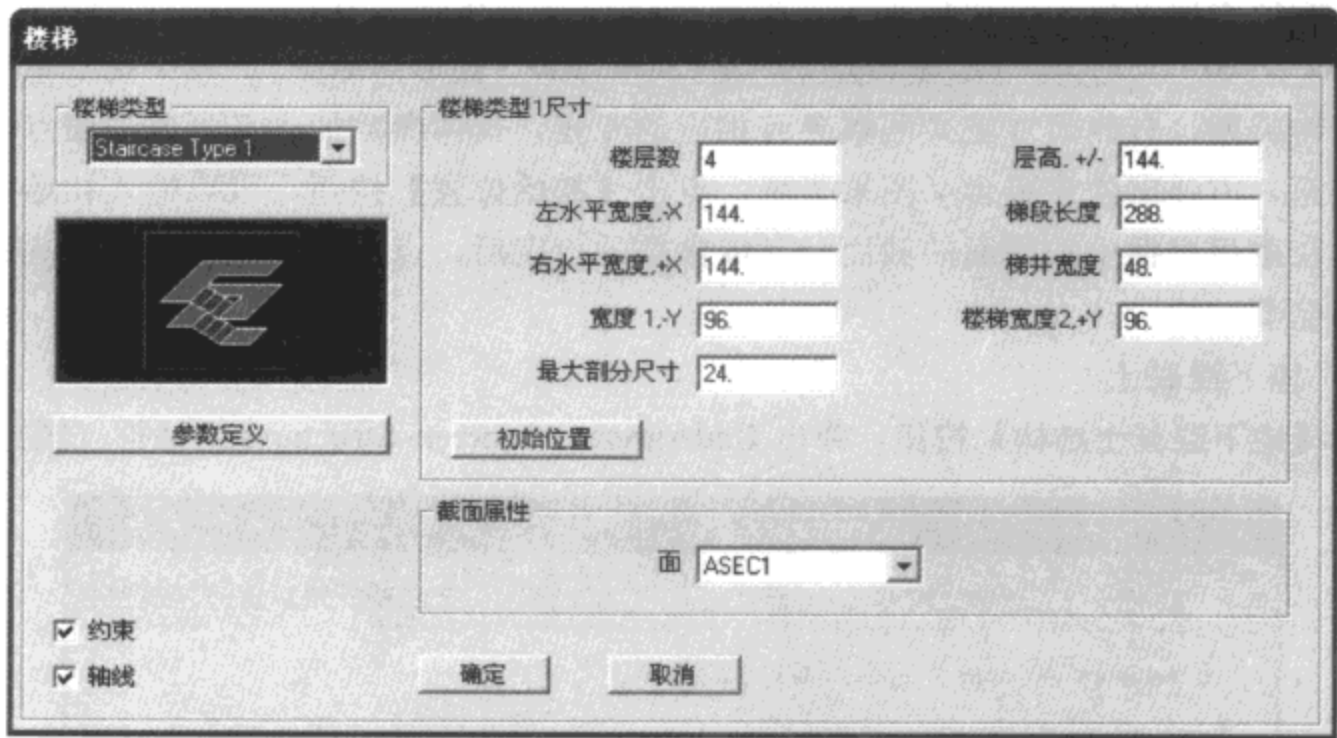 楼梯
楼梯类型
Staircase Type 1
参数定义
约束
轴线
楼梯类型1尺寸
楼层数 4 层高. +/- 144.
左水平宽度,-X 144. 梯段长度 288.
右水平宽度,+X 144. 梯井宽度 48.
宽度 1,-Y 96. 楼梯宽度2,+Y 96.
最大剖分尺寸 24.
初始位置
截面属性
面 ASEC1
确定 取消